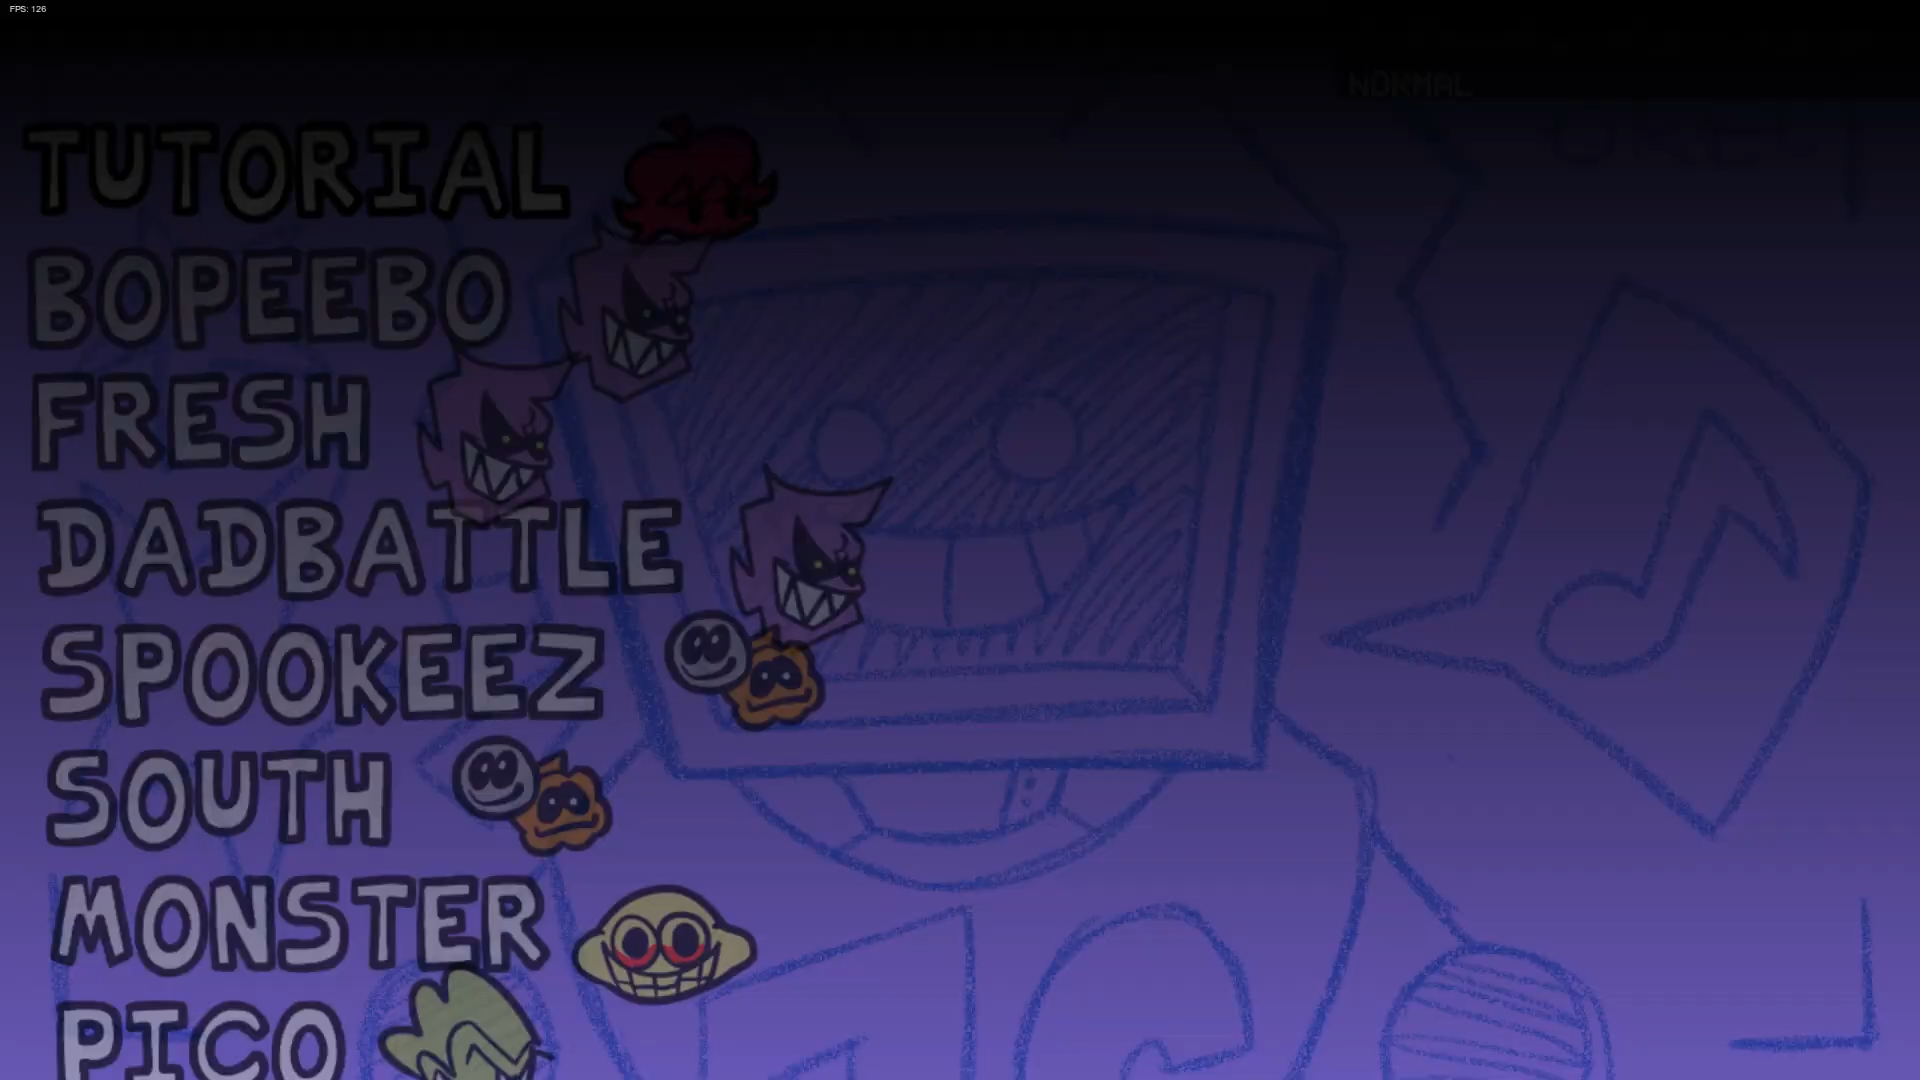 FPS: 126
NORMAL
TUTORIAL
BOPEEBO
FRESH
DADBATTLE
SPOOKEEZ
SOUTH
MONSTER
PICO